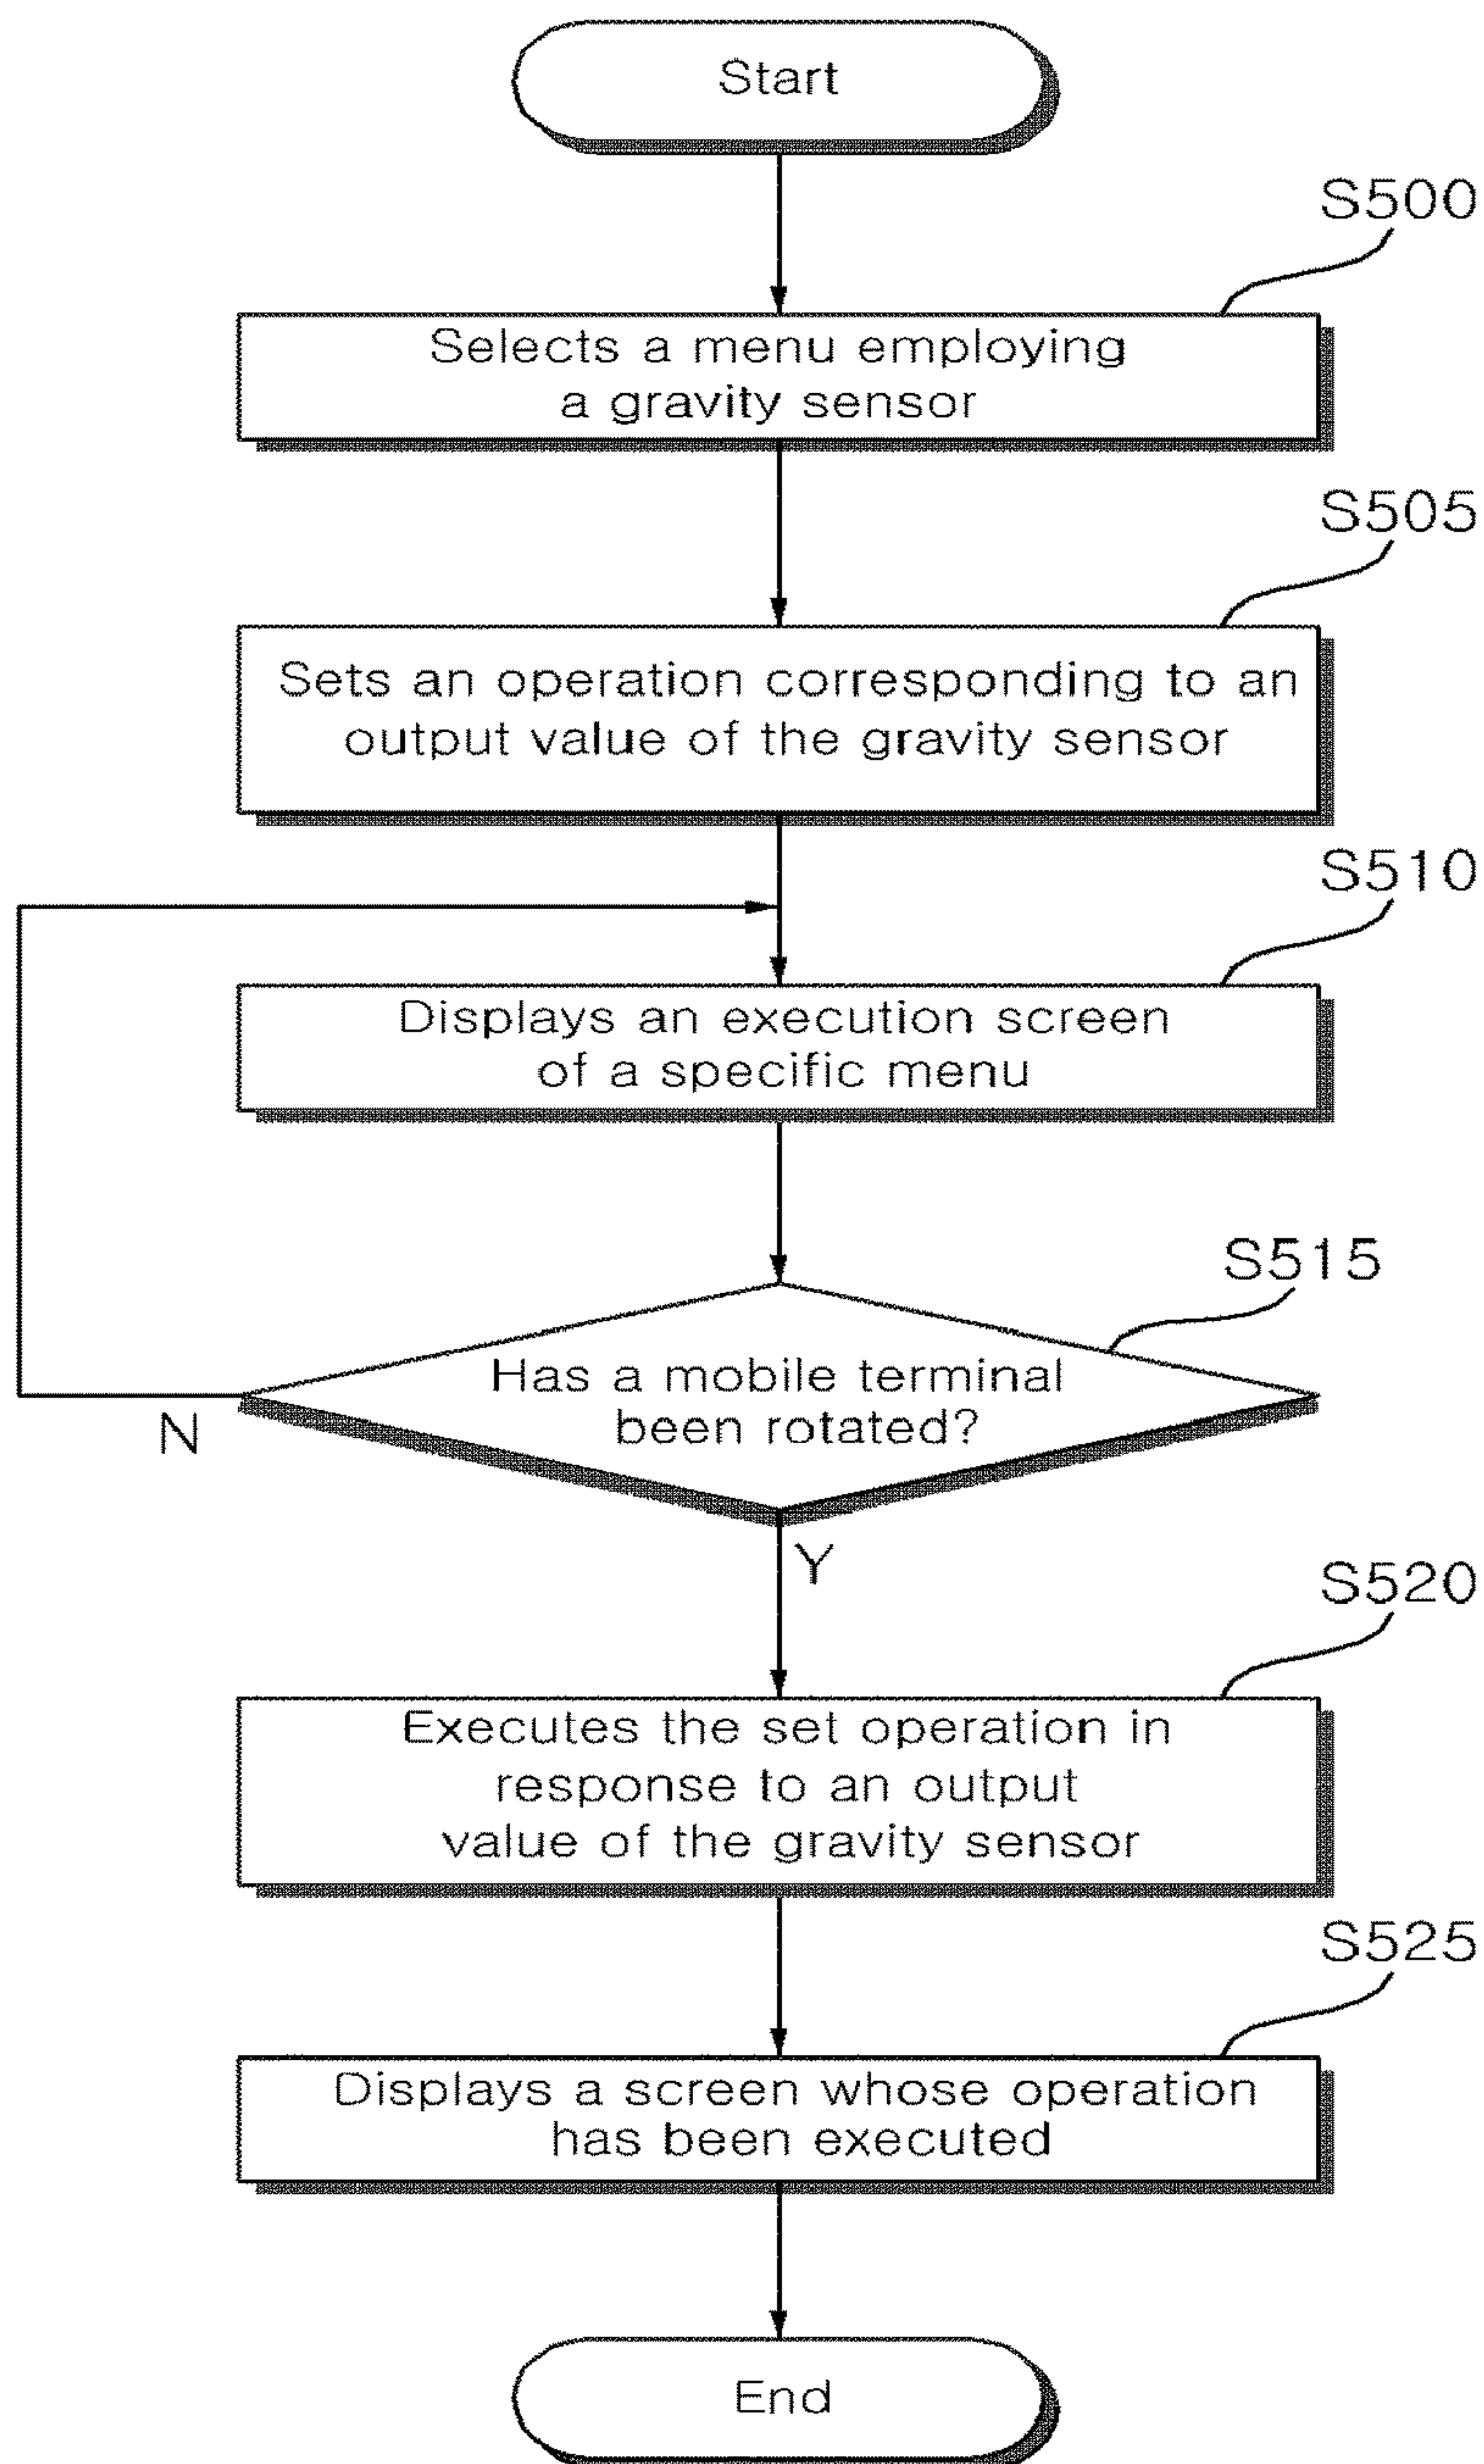 Start
S500
Selects a menu employing
a gravity sensor
S505
Sets an operation corresponding to an
output value of the gravity sensor
S510
Displays an execution screen
of a specific menu
S515
Has a mobile terminal
been rotated?
N
Y
S520
Executes the set operation in
response to an output
value of the gravity sensor
S525
Displays a screen whose operation
has been executed
End